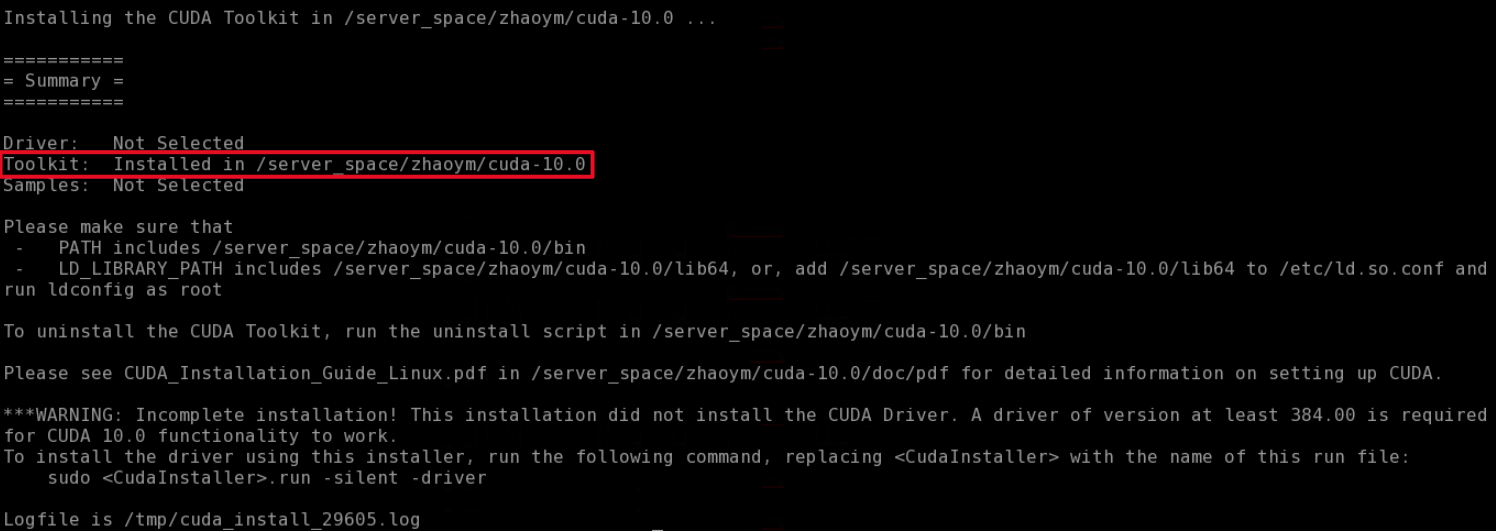 Installing the CUDA Toolkit in /server_space/zhaoym/cuda-10.0 ...
===========
= Summary =
===========
Driver:   Not Selected
Toolkit:  Installed in /server_space/zhaoym/cuda-10.0
Samples:  Not Selected
Please make sure that
 -   PATH includes /server_space/zhaoym/cuda-10.0/bin
 -   LD_LIBRARY_PATH includes /server_space/zhaoym/cuda-10.0/lib64, or, add /server_space/zhaoym/cuda-10.0/lib64 to /etc/ld.so.conf and
run ldconfig as root
To uninstall the CUDA Toolkit, run the uninstall script in /server_space/zhaoym/cuda-10.0/bin
Please see CUDA_Installation_Guide_Linux.pdf in /server_space/zhaoym/cuda-10.0/doc/pdf for detailed information on setting up CUDA.
***WARNING: Incomplete installation! This installation did not install the CUDA Driver. A driver of version at least 384.00 is required
for CUDA 10.0 functionality to work.
To install the driver using this installer, run the following command, replacing <CudaInstaller> with the name of this run file:
    sudo <CudaInstaller>.run -silent -driver
Logfile is /tmp/cuda_install_29605.log